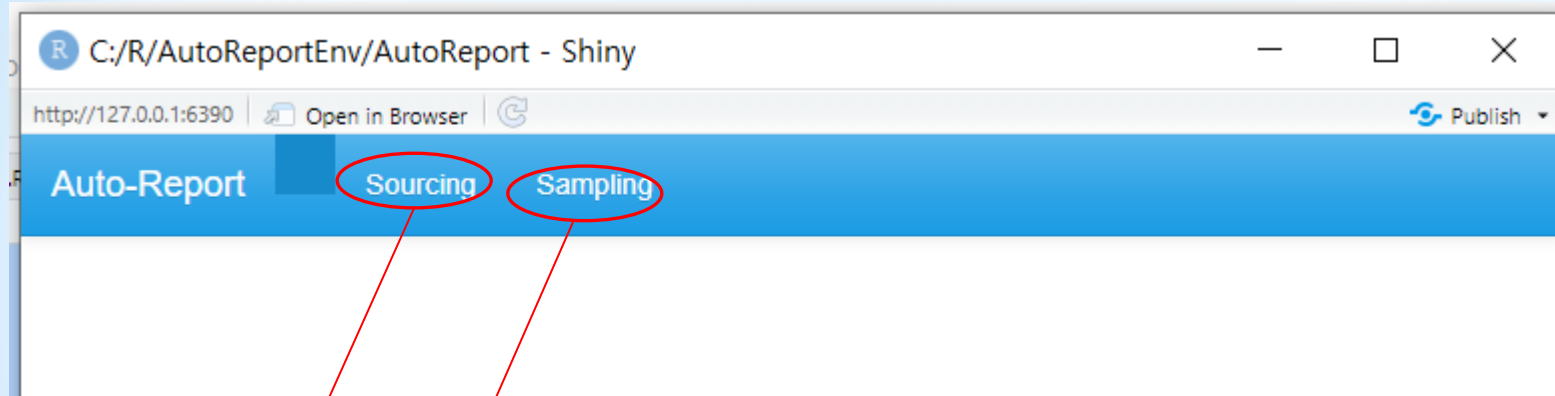 R C:/R/AutoReportEnv/AutoReport - Shiny
http://127.0.0.1:6390 Open in Browser Publish
Auto-Report Sourcing Sampling